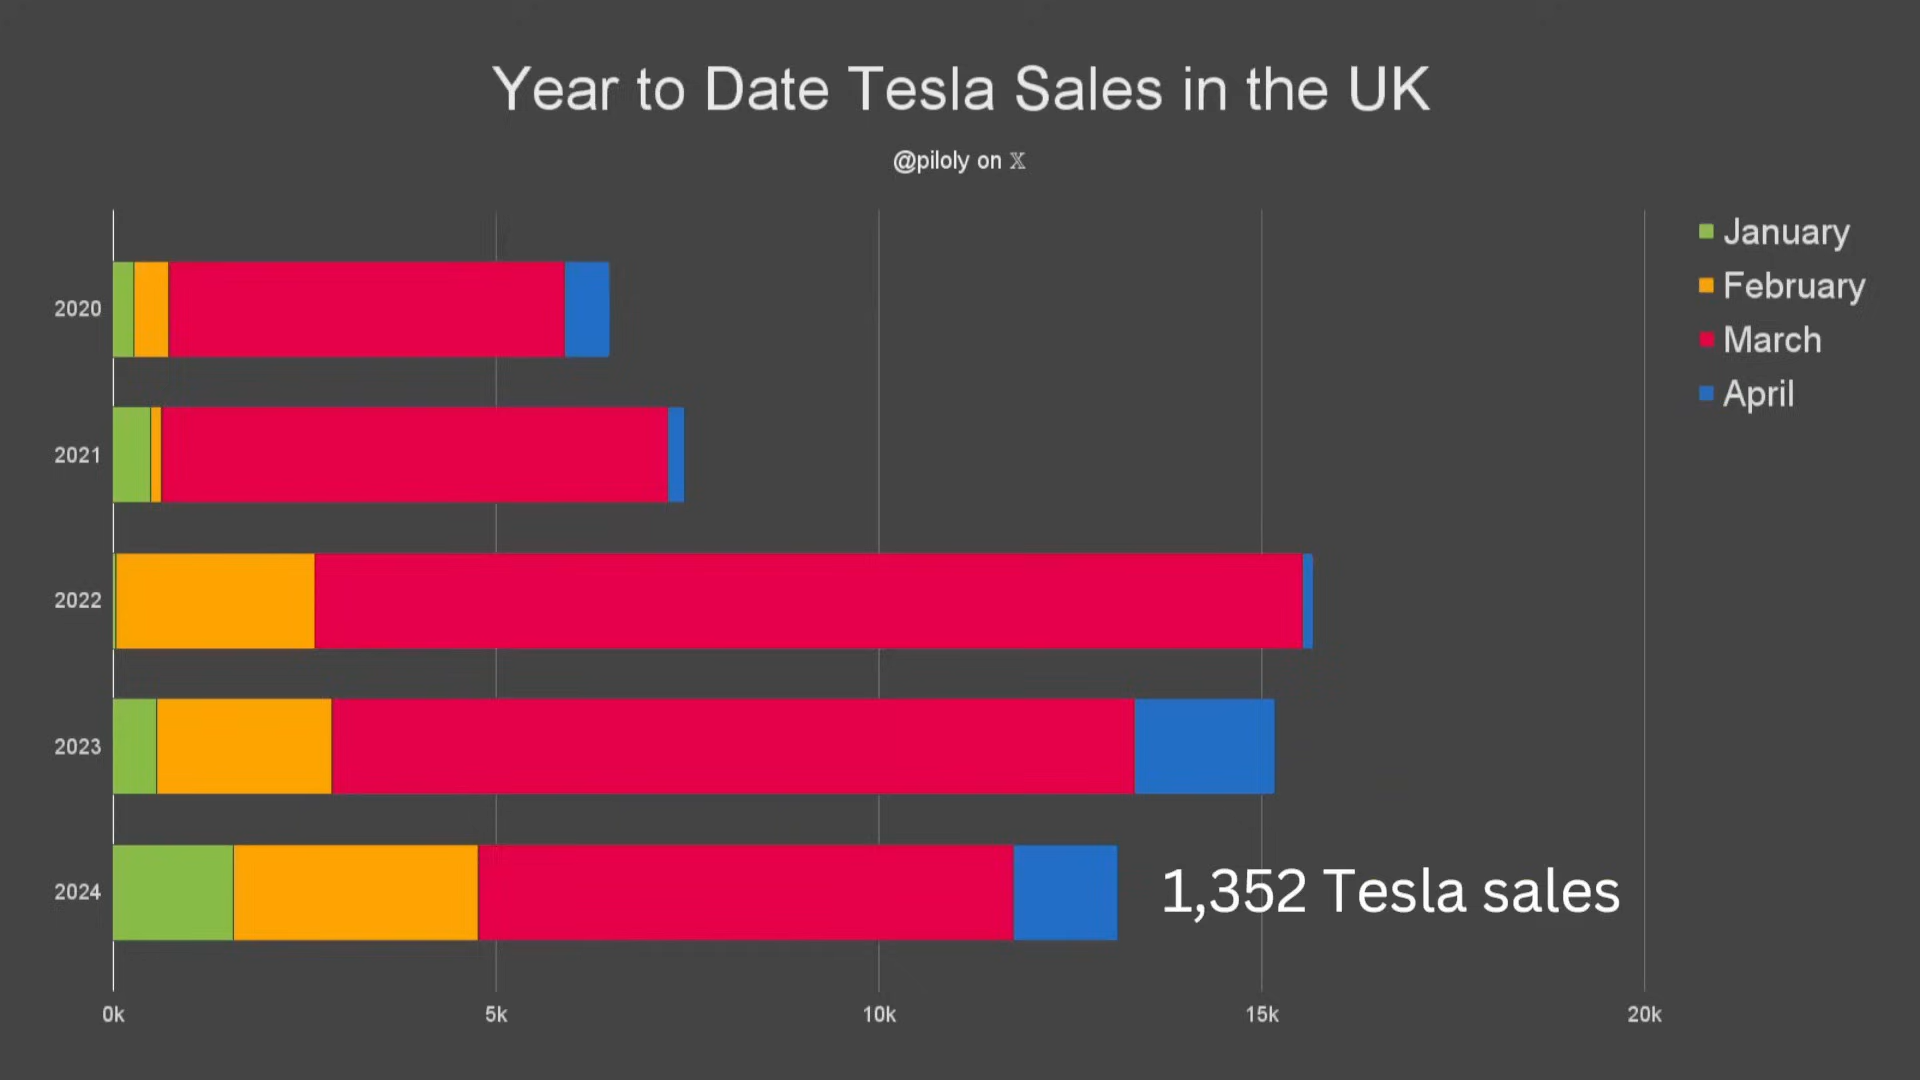 Year to Date Tesla Sales in the UK
@piloly on 𝕏
January
February
March
April
2020
2021
2022
2023
2024
1,352 Tesla sales
0k 5k 10k 15k 20k